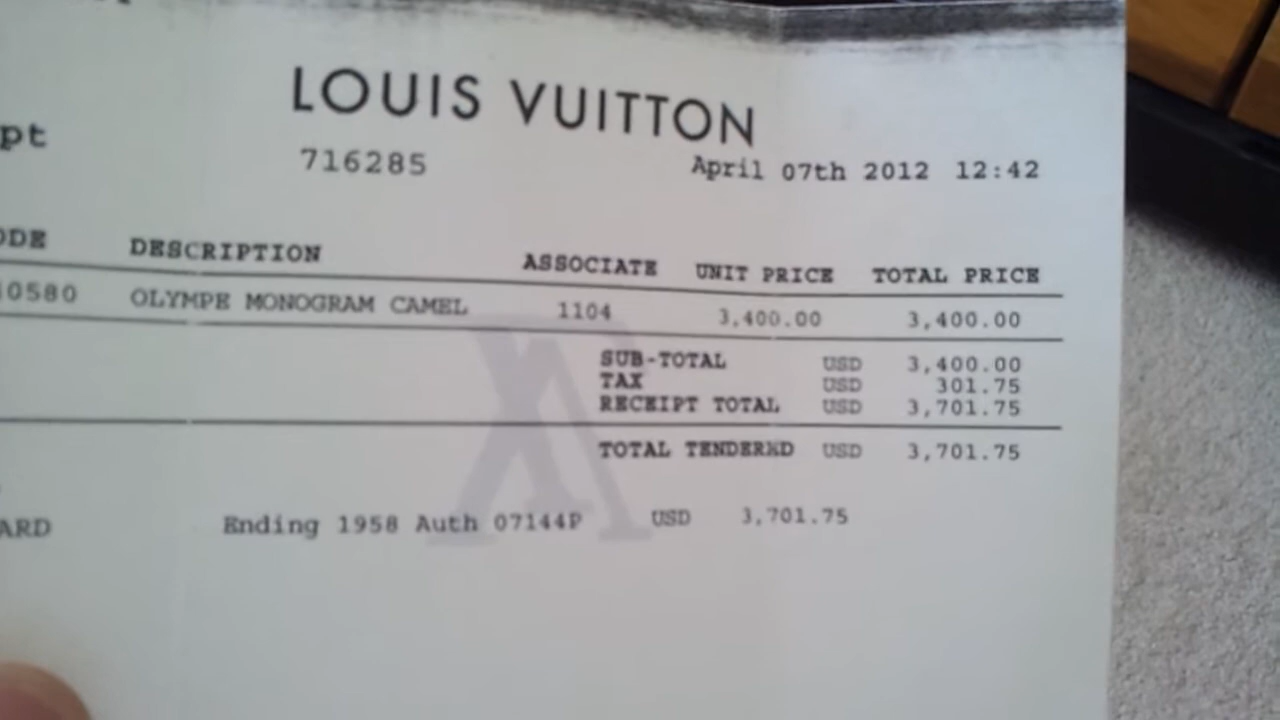 LOUIS VUITTON
pt
716285 April 07th 2012 12:42
ODE DESCRIPTION ASSOCIATE UNIT PRICE TOTAL PRICE
40580 OLYMPE MONOGRAM CAMEL 1104 3,400.00 3,400.00
SUB-TOTAL USD 3,400.00
TAX USD 301.75
RECEIPT TOTAL USD 3,701.75
TOTAL TENDERED USD 3,701.75
ARD Ending 1958 Auth 07144P USD 3,701.75